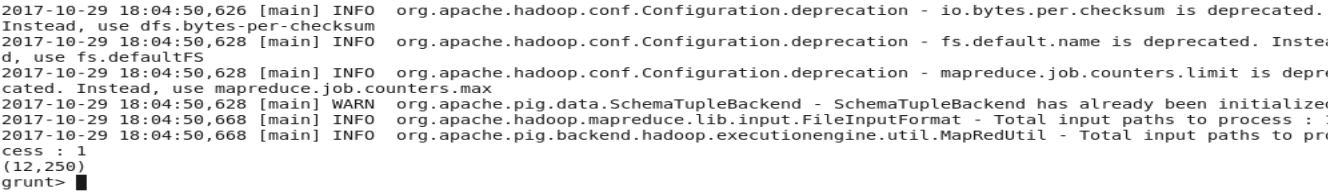 2017-10-29 18:04:50,626 [main] INFO  org.apache.hadoop.conf.Configuration.deprecation - io.bytes.per.checksum is deprecated.
Instead, use dfs.bytes-per-checksum
2017-10-29 18:04:50,628 [main] INFO  org.apache.hadoop.conf.Configuration.deprecation - fs.default.name is deprecated. Instea
d, use fs.defaultFS
2017-10-29 18:04:50,628 [main] INFO  org.apache.hadoop.conf.Configuration.deprecation - mapreduce.job.counters.limit is depre
cated. Instead, use mapreduce.job.counters.max
2017-10-29 18:04:50,628 [main] WARN  org.apache.pig.data.SchemaTupleBackend - SchemaTupleBackend has already been initialized
2017-10-29 18:04:50,668 [main] INFO  org.apache.hadoop.mapreduce.lib.input.FileInputFormat - Total input paths to process : 1
2017-10-29 18:04:50,668 [main] INFO  org.apache.pig.backend.hadoop.executionengine.util.MapRedUtil - Total input paths to pro
cess : 1
(12,250)
grunt>